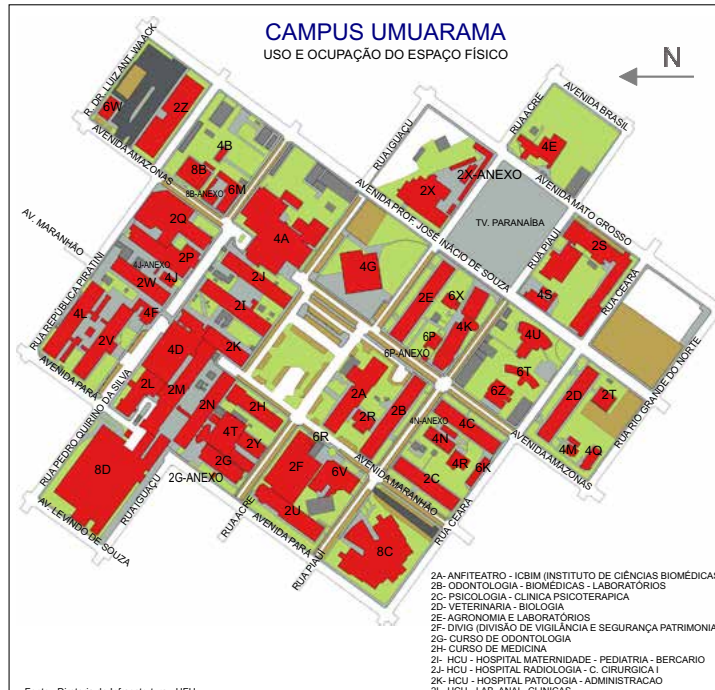 CAMPUS UMUARAMA
USO E OCUPAÇÃO DO ESPAÇO FÍSICO
N
R. DR. LUIZ ANT. WAACK
6W
2Z
AVENIDA AMAZONAS
4B
8B
8B-ANEXO
6M
RUA IGUAÇU
RUA ACRE
AVENIDA BRASIL
4E
2X-ANEXO
2X
AVENIDA MATO GROSSO
AVENIDA PROF. JOSÉ INÁCIO DE SOUZA
TV. PARANAÍBA
RUA PIAUÍ
2S
RUA CEARÁ
4S
AV. MARANHÃO
2Q
4A
2P
4J-ANEXO
4J
2W
2J
4G
2I
2E
6X
RUA REPÚBLICA PIRATINI
4L
4F
4K
4U
6P
2V
4D
2K
6P-ANEXO
RUA RIO GRANDE DO NORTE
AVENIDA PARÁ
6T
2L
2M
2A
6Z
2D
2T
RUA PEDRO QUIRINO DA SILVA
2N
2H
2R
2B
4N-ANEXO
4C
4T
2Y
6R
4N
AVENIDA AMAZONAS
4M
4Q
8D
2G
2F
6V
AVENIDA MARANHÃO
4R
6K
2G-ANEXO
2C
RUA IGUAÇU
2U
AV. LEVINDO DE SOUZA
RUA ACRE
AVENIDA PARÁ
RUA PIAUÍ
8C
RUA CEARÁ
2A- ANFITEATRO - ICBIM (INSTITUTO DE CIÊNCIAS BIOMÉDICAS
2B- ODONTOLOGIA - BIOMÉDICAS - LABORATÓRIOS
2C- PSICOLOGIA - CLINICA PSICOTERAPICA
2D- VETERINARIA - BIOLOGIA
2E- AGRONOMIA E LABORATÓRIOS
2F- DIVIG (DIVISÃO DE VIGILÂNCIA E SEGURANÇA PATRIMONIA
2G- CURSO DE ODONTOLOGIA
2H- CURSO DE MEDICINA
2I- HCU - HOSPITAL MATERNIDADE - PEDIATRIA - BERCARIO
2J- HCU - HOSPITAL RADIOLOGIA - C. CIRURGICA I
2K- HCU - HOSPITAL PATOLOGIA - ADMINISTRACAO